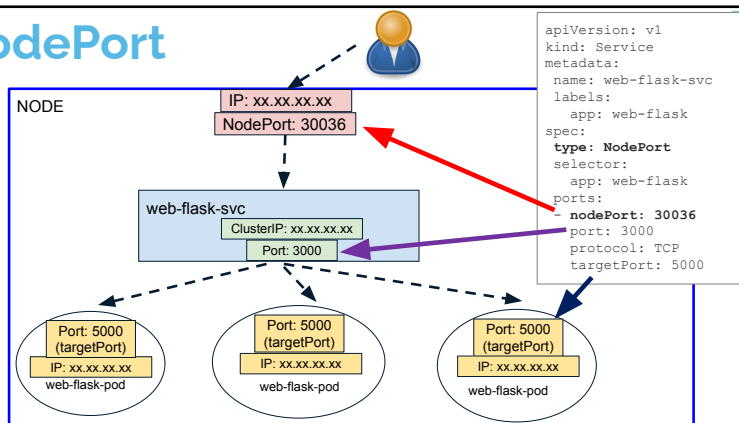 odePort
NODE
IP: xx.xx.xx.xx
NodePort: 30036
web-flask-svc
ClusterIP: xx.xx.xx.xx
Port: 3000
Port: 5000
(targetPort)
IP: xx.xx.xx.xx
web-flask-pod
Port: 5000
(targetPort)
IP: xx.xx.xx.xx
web-flask-pod
Port: 5000
(targetPort)
IP: xx.xx.xx.xx
web-flask-pod
apiVersion: v1
kind: Service
metadata:
name: web-flask-svc
labels:
app: web-flask
spec:
type: NodePort
selector:
app: web-flask
ports:
- nodePort: 30036
port: 3000
protocol: TCP
targetPort: 5000